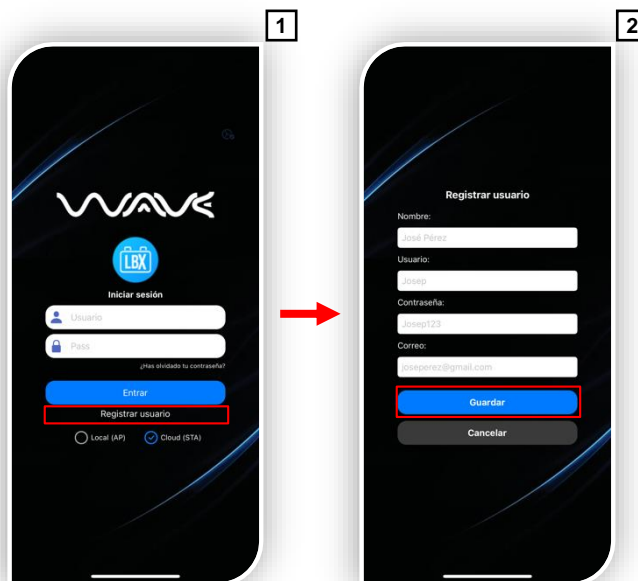 1
WAVE
LBX
Iniciar sesión
Usuario
Pass
¿Has olvidado tu contraseña?
Entrar
Registrar usuario
Local (AP) Cloud (STA)
2
Registrar usuario
Nombre:
José Pérez
Usuario:
Josep
Contraseña:
Josep123
Correo:
joseperez@gmail.com
Guardar
Cancelar